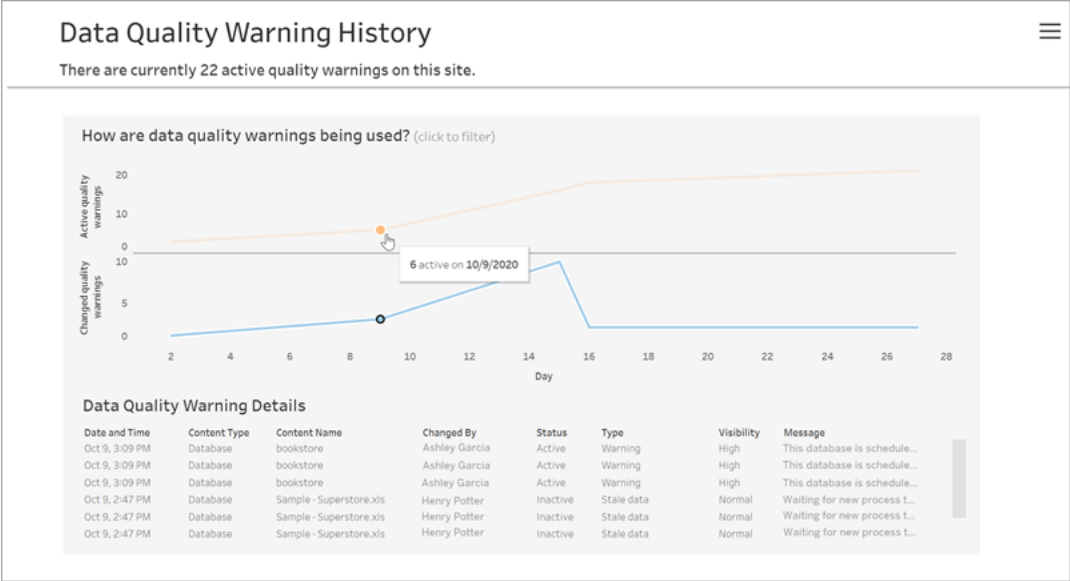 Data Quality Warning History
There are currently 22 active quality warnings on this site.
How are data quality warnings being used? (click to filter)
Active quality
warnings
20
10
0
6 active on 10/9/2020
Changed quality
warnings
10
5
0
2 4 6 8 10 12 14 16 18 20 22 24 26 28
Day
Data Quality Warning Details
Date and Time Content Type Content Name Changed By Status Type Visibility Message
Oct 9, 3:09 PM Database bookstore Ashley Garcia Active Warning High This database is schedule...
Oct 9, 3:09 PM Database bookstore Ashley Garcia Active Warning High This database is schedule...
Oct 9, 3:09 PM Database bookstore Ashley Garcia Active Warning High This database is schedule...
Oct 9, 2:47 PM Database Sample - Superstore.xls Henry Potter Inactive Stale data Normal Waiting for new process t...
Oct 9, 2:47 PM Database Sample - Superstore.xls Henry Potter Inactive Stale data Normal Waiting for new process t...
Oct 9, 2:47 PM Database Sample - Superstore.xls Henry Potter Inactive Stale data Normal Waiting for new process t...